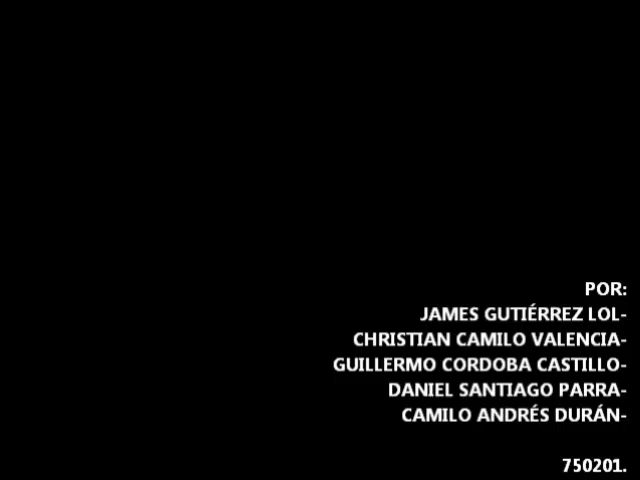 POR:
JAMES GUTIÉRREZ LOL-
CHRISTIAN CAMILO VALENCIA-
GUILLERMO CORDOBA CASTILLO-
DANIEL SANTIAGO PARRA-
CAMILO ANDRÉS DURÁN-
750201.